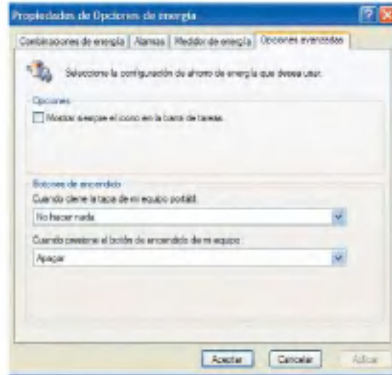 Propiedades de Opciones de energía
Combinaciones de energía Alarmas Medidor de energía Opciones avanzadas
Seleccione la configuración de ahorro de energía que desea usar.
Opciones
Mostrar siempre el icono en la barra de tareas.
Botones de encendido
Cuando cierre la tapa de mi equipo portátil:
No hacer nada
Cuando presione el botón de encendido de mi equipo:
Apagar
Aceptar Cancelar Aplicar